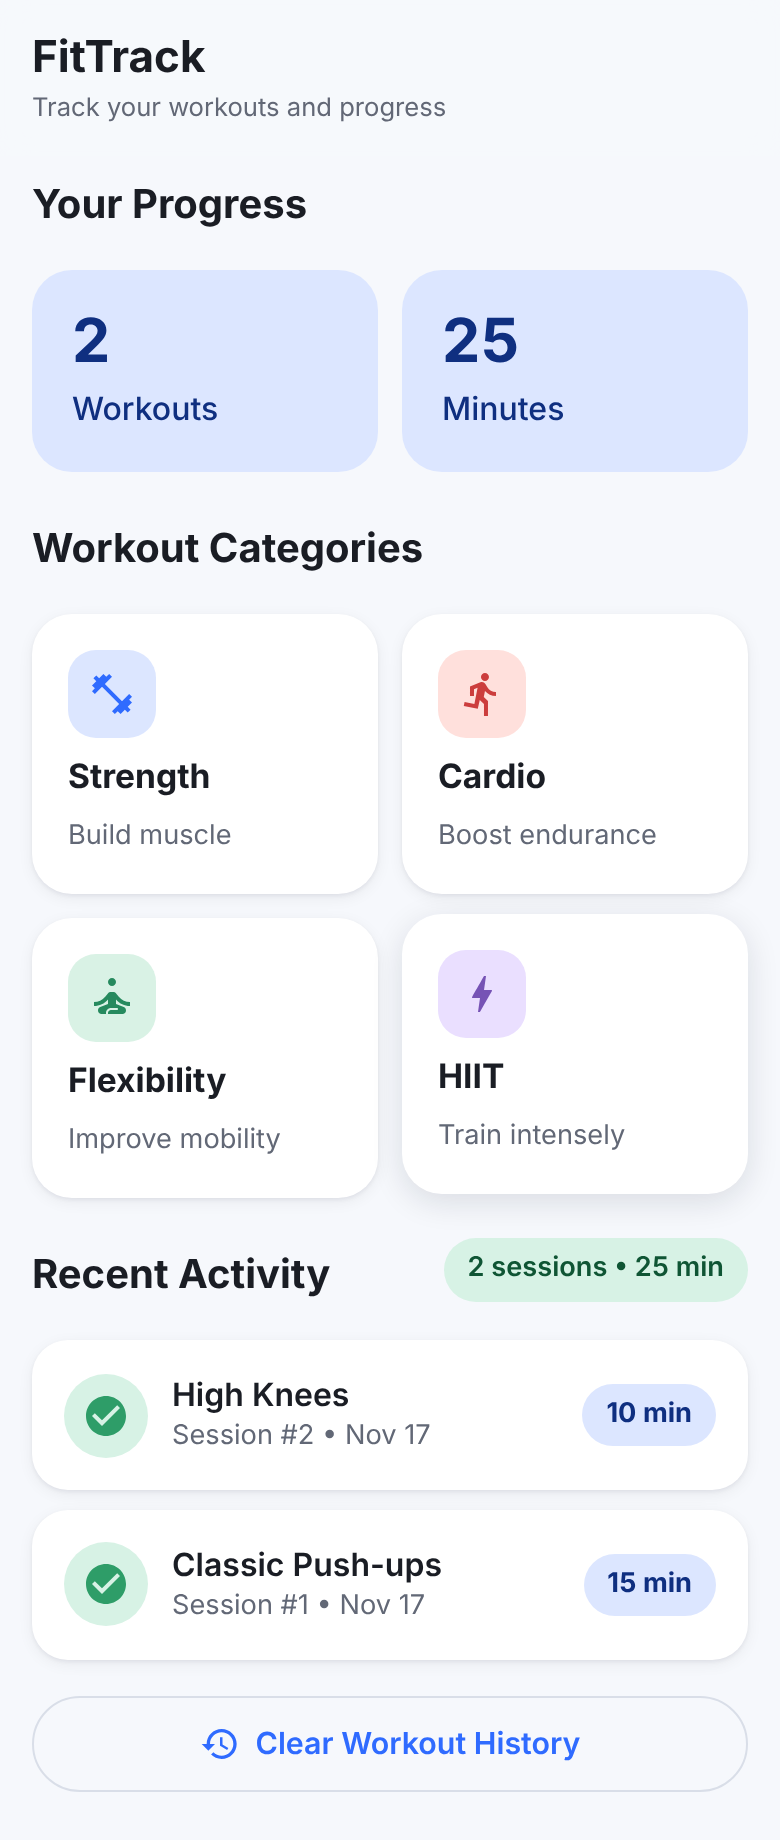 FitTrack
Track your workouts and progress
Your Progress
2
Workouts
25
Minutes
Workout Categories
Strength
Build muscle
Cardio
Boost endurance
Flexibility
Improve mobility
HIIT
Train intensely
Recent Activity
2 sessions • 25 min
High Knees
Session #2 • Nov 17
10 min
Classic Push-ups
Session #1 • Nov 17
15 min
Clear Workout History